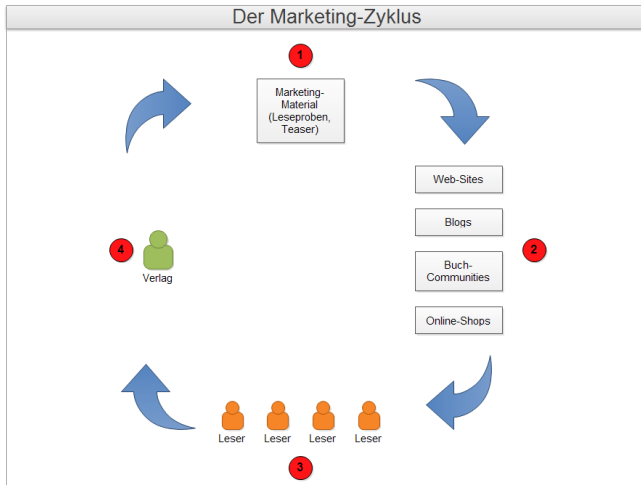 Der Marketing-Zyklus
1
Marketing-
Material
(Leseproben,
Teaser)
Web-Sites
Blogs
2
Buch-
Communities
Online-Shops
4
Verlag
Leser
Leser
Leser
Leser
3